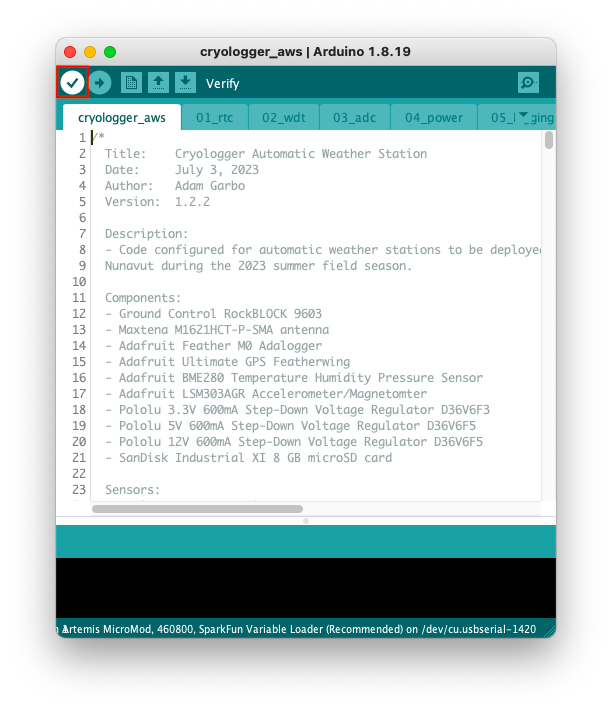 cryologger_aws | Arduino 1.8.19
Verify
cryologger_aws 01_rtc 02_wdt 03_adc 04_power
1 /*
2 Title: Cryologger Automatic Weather Station
3 Date: July 3, 2023
4 Author: Adam Garbo
5 Version: 1.2.2
6
7 Description:
8 - Code configured for automatic weather stations to be deployed
9 Nunavut during the 2023 summer field season.
10
11 Components:
12 - Ground Control RockBLOCK 9603
13 - Maxtena M1621HCT-P-SMA antenna
14 - Adafruit Feather M0 Adalogger
15 - Adafruit Ultimate GPS Featherwing
16 - Adafruit BME280 Temperature Humidity Pressure Sensor
17 - Adafruit LSM303AGR Accelerometer/Magnetomter
18 - Pololu 3.3V 600mA Step-Down Voltage Regulator D36V6F3
19 - Pololu 5V 600mA Step-Down Voltage Regulator D36V6F5
20 - Pololu 12V 600mA Step-Down Voltage Regulator D36V6F5
21 - SanDisk Industrial XI 8 GB microSD card
22
23 Sensors:
Artemis MicroMod, 460800, SparkFun Variable Loader (Recommended) on /dev/cu.usbserial-1420